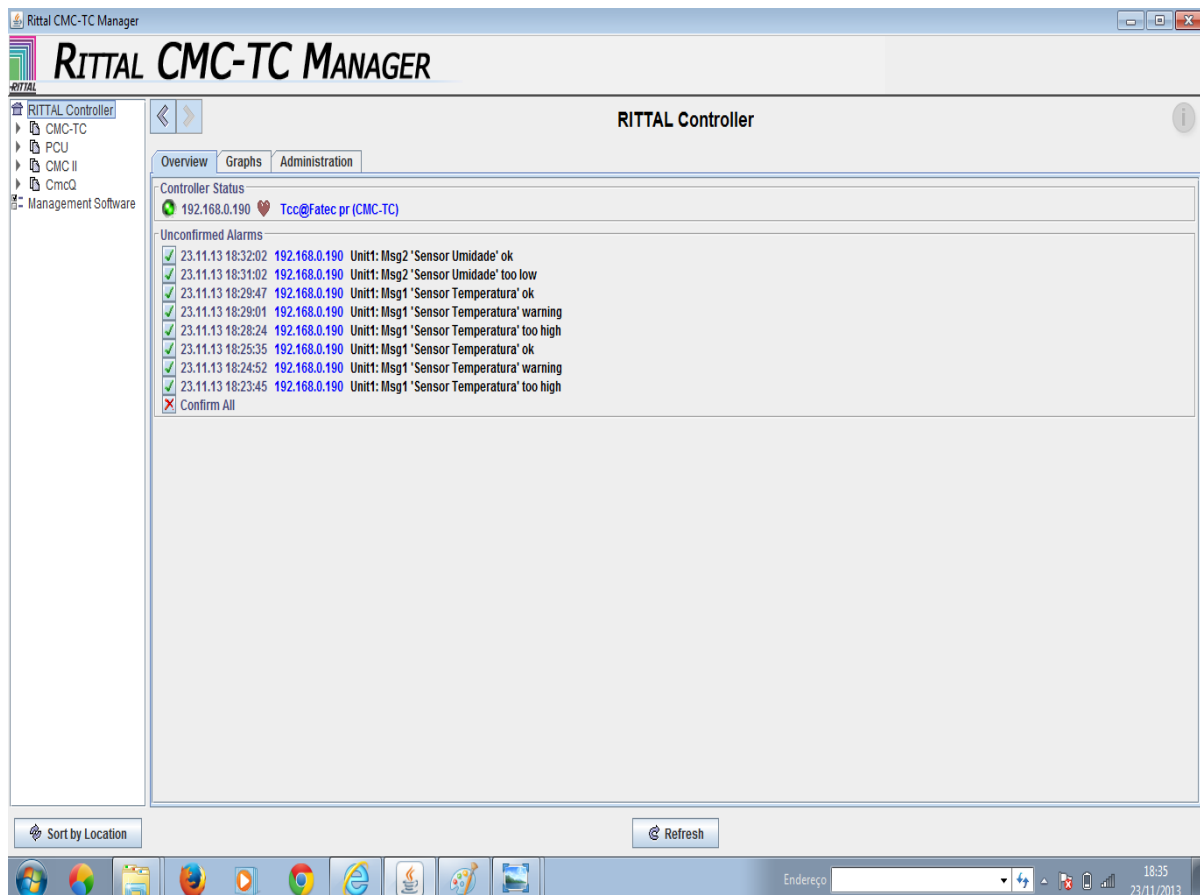 Rittal CMC-TC Manager
RITTAL CMC-TC MANAGER
RITTAL
RITTAL Controller
CMC-TC
PCU
CMC II
CmcQ
Management Software
RITTAL Controller
Overview Graphs Administration
Controller Status
192.168.0.190 Tcc@Fatec pr (CMC-TC)
Unconfirmed Alarms
23.11.13 18:32:02 192.168.0.190 Unit1: Msg2 'Sensor Umidade' ok
23.11.13 18:31:02 192.168.0.190 Unit1: Msg2 'Sensor Umidade' too low
23.11.13 18:29:47 192.168.0.190 Unit1: Msg1 'Sensor Temperatura' ok
23.11.13 18:29:01 192.168.0.190 Unit1: Msg1 'Sensor Temperatura' warning
23.11.13 18:28:24 192.168.0.190 Unit1: Msg1 'Sensor Temperatura' too high
23.11.13 18:25:35 192.168.0.190 Unit1: Msg1 'Sensor Temperatura' ok
23.11.13 18:24:52 192.168.0.190 Unit1: Msg1 'Sensor Temperatura' warning
23.11.13 18:23:45 192.168.0.190 Unit1: Msg1 'Sensor Temperatura' too high
Confirm All
Sort by Location
Refresh
Endereço
18:35
23/11/2013